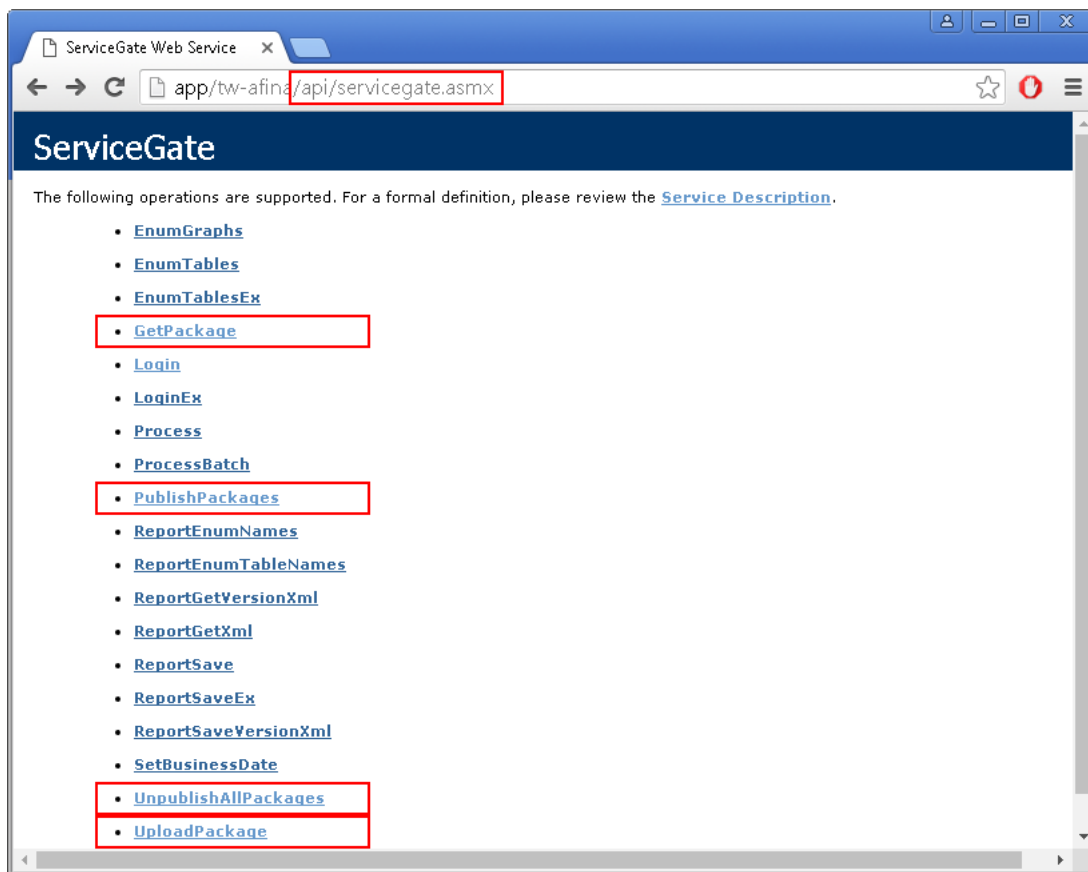 ServiceGate Web Service
app/tw-afina/api/servicegate.asmx
ServiceGate
The following operations are supported. For a formal definition, please review the Service Description.
EnumGraphs
EnumTables
EnumTablesEx
GetPackage
Login
LoginEx
Process
ProcessBatch
PublishPackages
ReportEnumNames
ReportEnumTableNames
ReportGetVersionXml
ReportGetXml
ReportSave
ReportSaveEx
ReportSaveVersionXml
SetBusinessDate
UnpublishAllPackages
UploadPackage